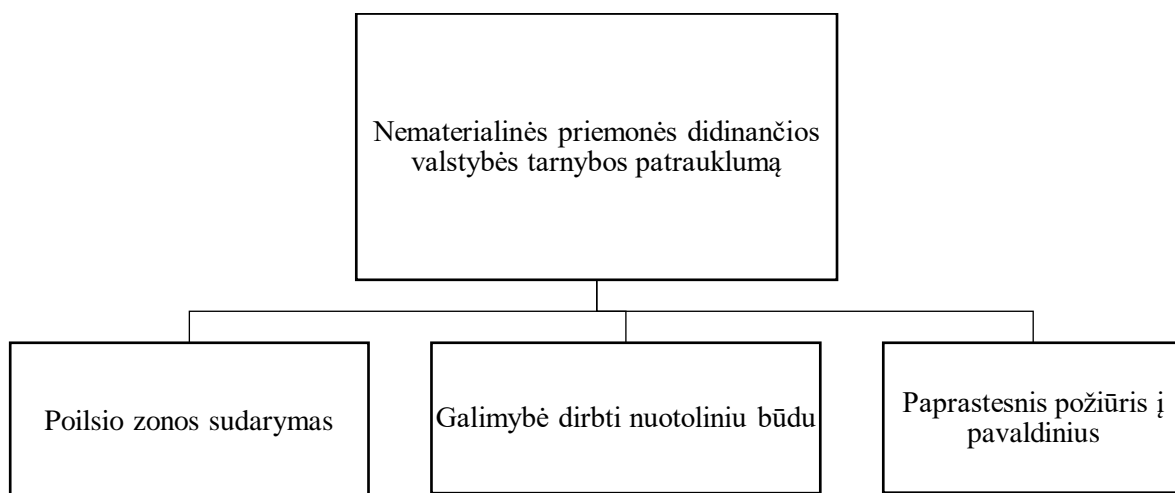 Nematerialinės priemonės didinančios
valstybės tarnybos patrauklumą
Poilsio zonos sudarymas
Galimybė dirbti nuotoliniu būdu
Paprastesnis požiūris į
pavaldinius